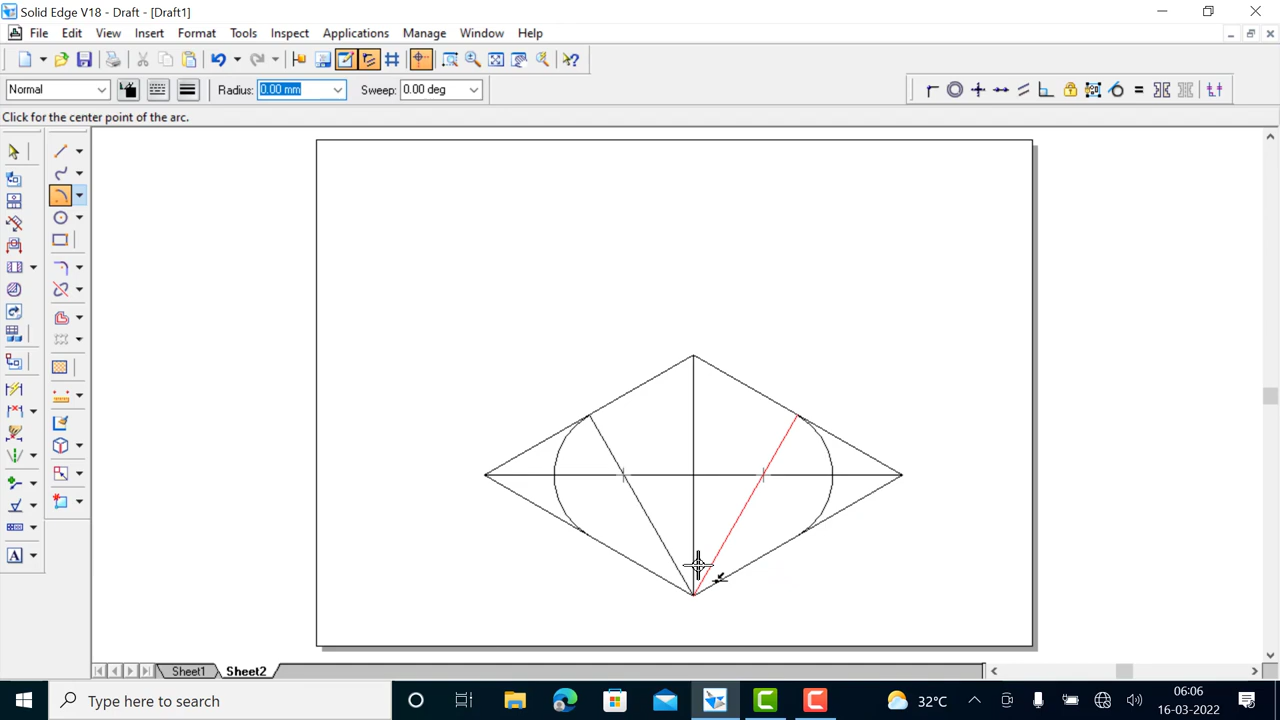 Solid Edge V18 - Draft - [Draft1]
File Edit View Insert Format Tools Inspect Applications Manage Window Help
Normal Radius: 0.00 mm Sweep: 0.00 deg
Click for the center point of the arc.
A
Sheet1 Sheet2
Type here to search
32°C
06:06
16-03-2022